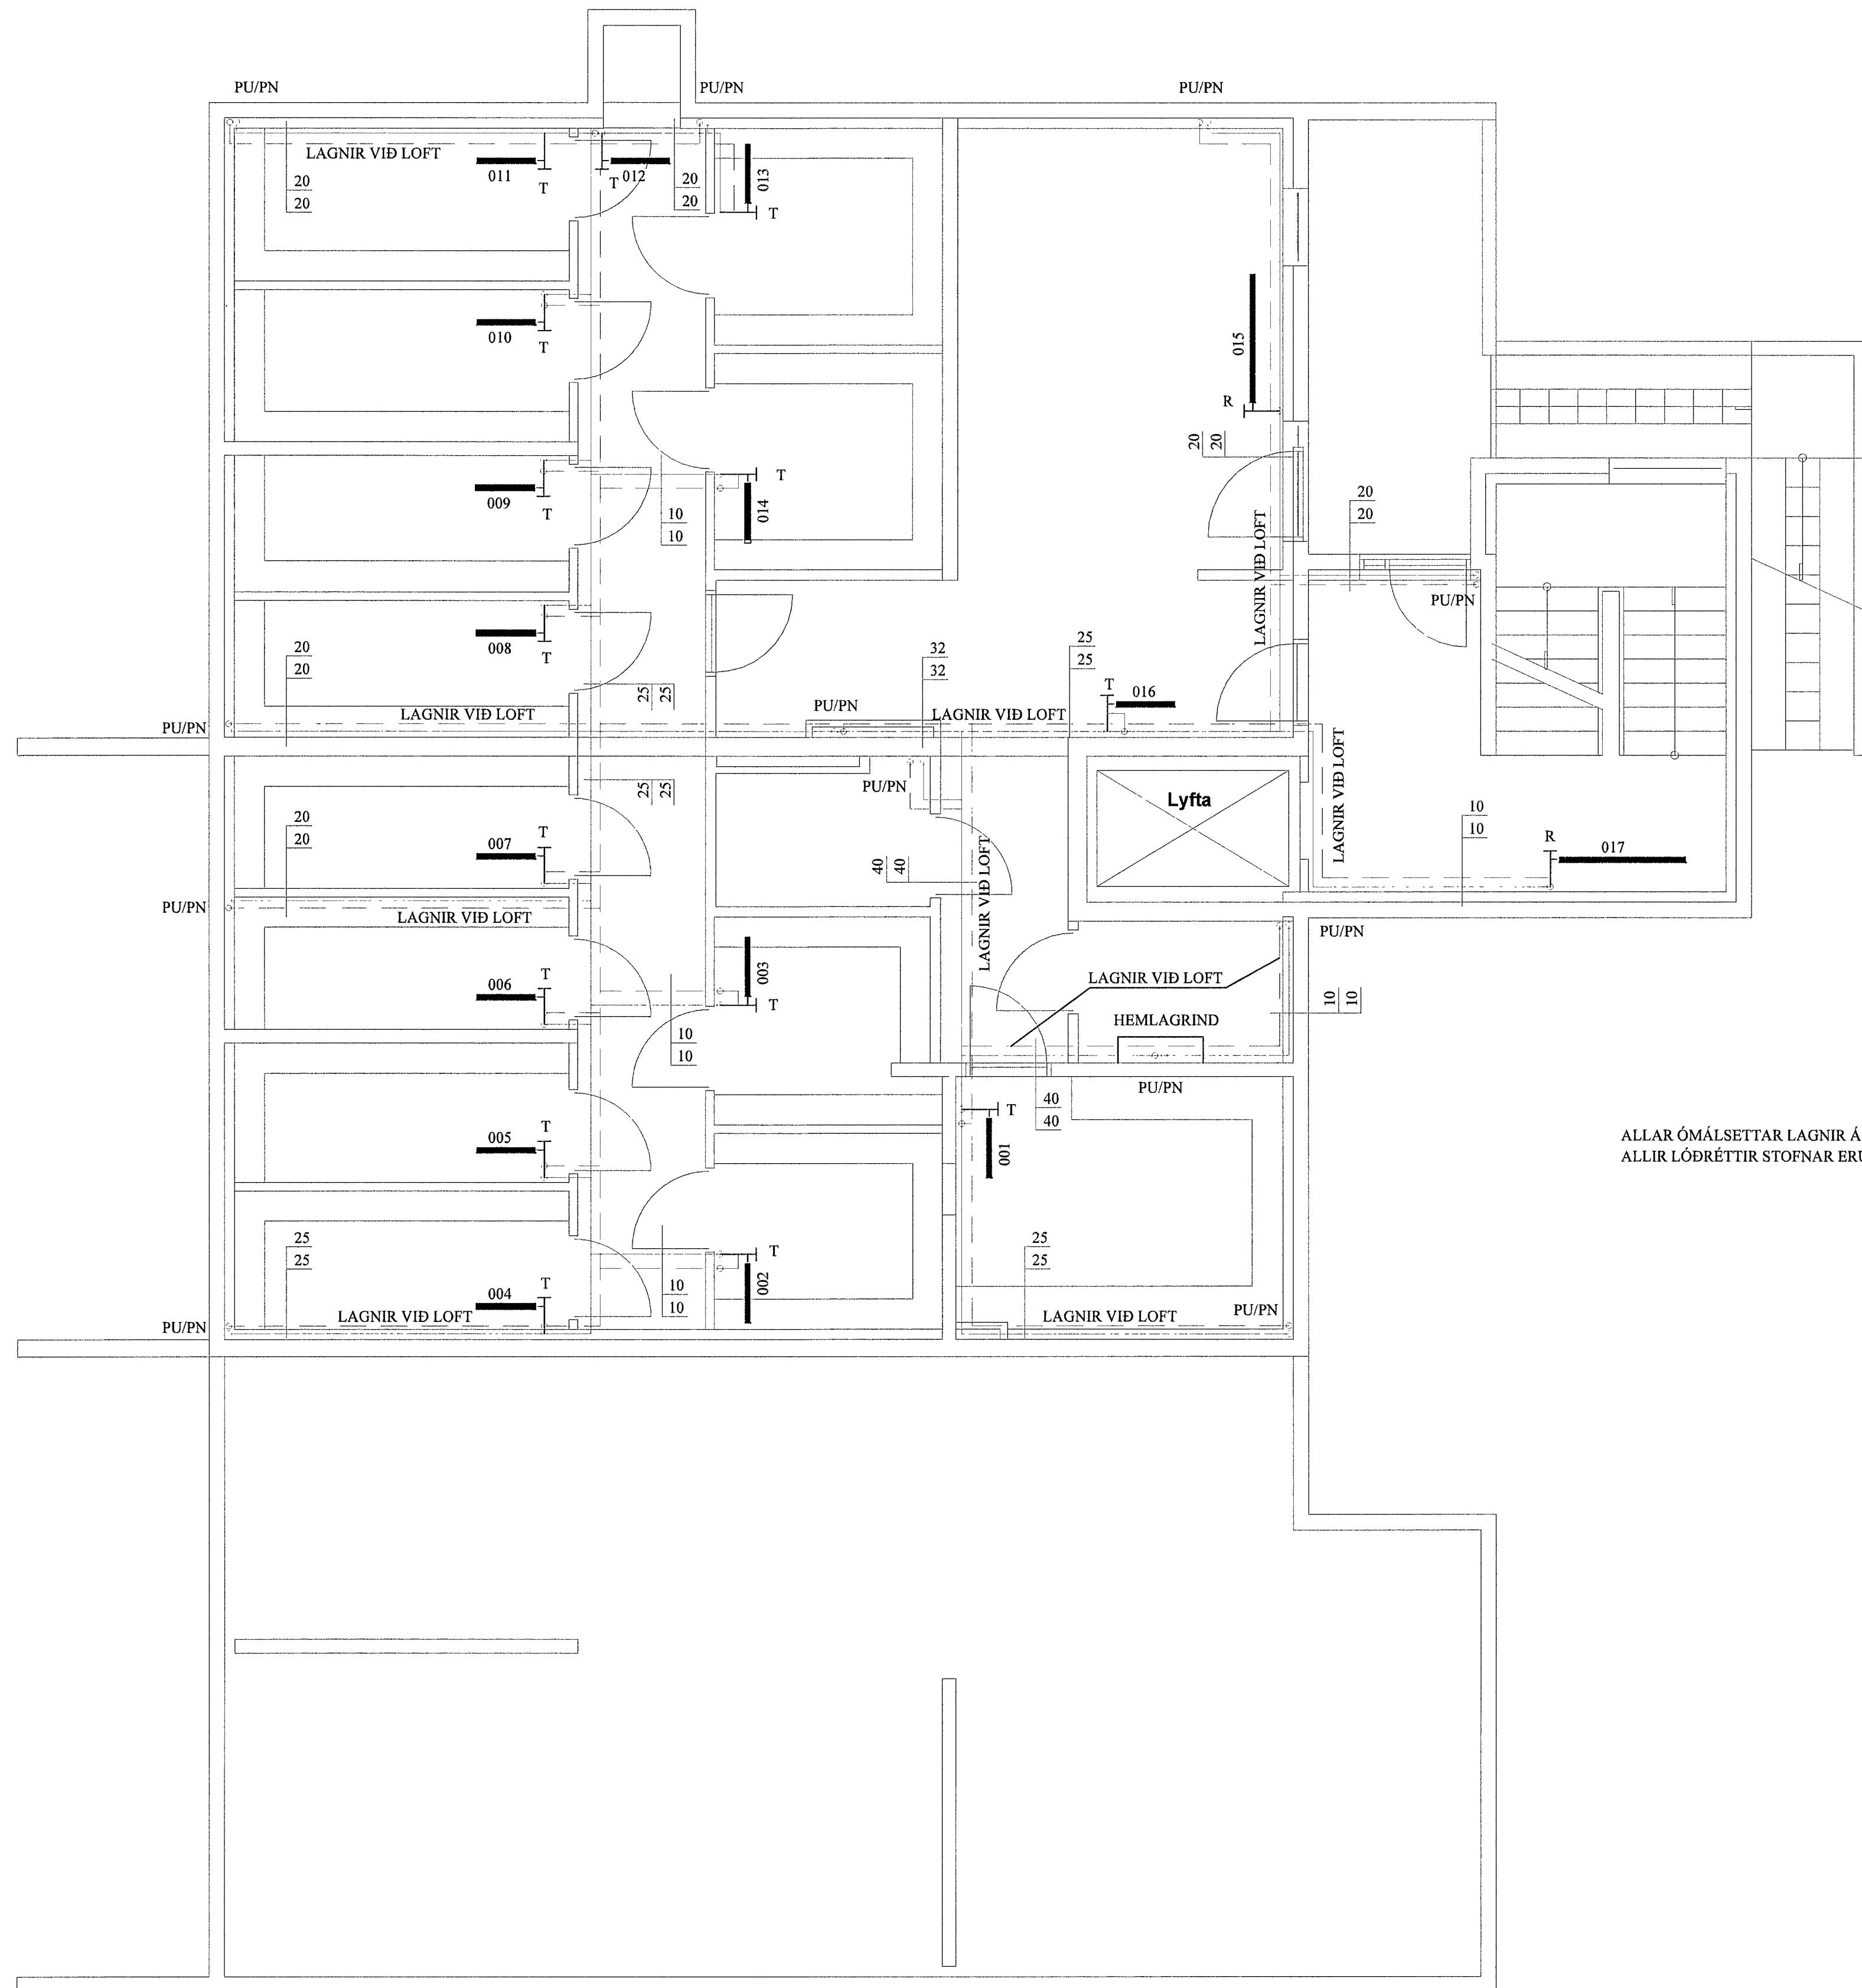 PU/PN
PU/PN
PU/PN
LAGNIR VIÐ LOFT
011
T
T
012
013
T
20
20
20
20
010
T
015
R
20
20
009
T
T
014
10
10
20
20
LAGNIR VIÐ LOFT
PU/PN
008
T
20
20
25
25
32
32
25
25
T
016
PU/PN
LAGNIR VIÐ LOFT
LAGNIR VIÐ LOFT
PU/PN
LAGNIR VIÐ LOFT
25
25
PU/PN
Lyfta
20
20
007
T
40
40
LAGNIR VIÐ LOFT
10
10
R
017
PU/PN
LAGNIR VIÐ LOFT
PU/PN
003
T
006
T
LAGNIR VIÐ LOFT
10
10
HEMLAGRIND
10
10
PU/PN
40
40
T
001
005
T
ALLAR ÓMÁLSETTAR LAGNIR Á
ALLIR LÓÐRÉTTIR STOFNAR ERU
25
25
T
002
10
10
25
25
004
T
LAGNIR VIÐ LOFT
LAGNIR VIÐ LOFT
PU/PN
PU/PN